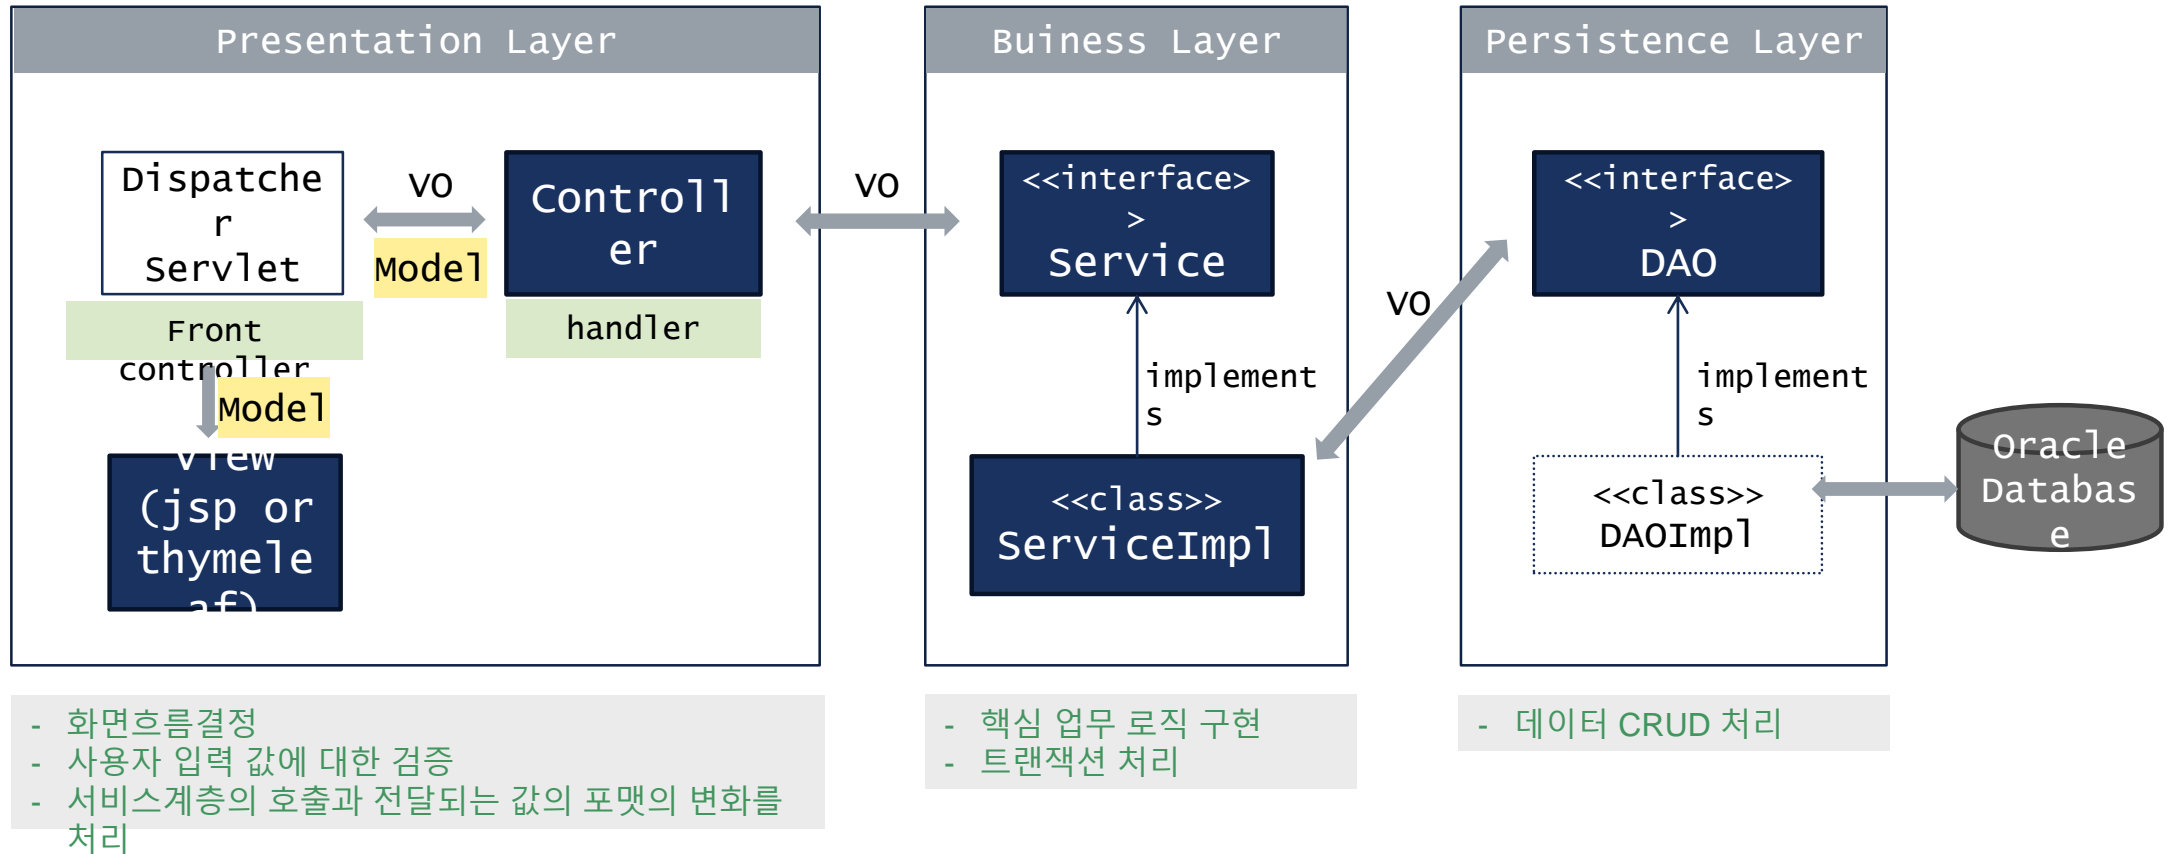 Presentation Layer
Dispatche
r
Servlet
VO
Model
Controll
er
Front
controller
handler
Model
View
(jsp or
thymele
af)
- 화면흐름결정
- 사용자 입력 값에 대한 검증
- 서비스계층의 호출과 전달되는 값의 포맷의 변화를
처리
VO
Buiness Layer
<<interface>
>
Service
implement
s
<<class>>
ServiceImpl
- 핵심 업무 로직 구현
- 트랜잭션 처리
VO
Persistence Layer
<<interface>
>
DAO
implement
s
<<class>>
DAOImpl
- 데이터 CRUD 처리
Oracle
Databas
e